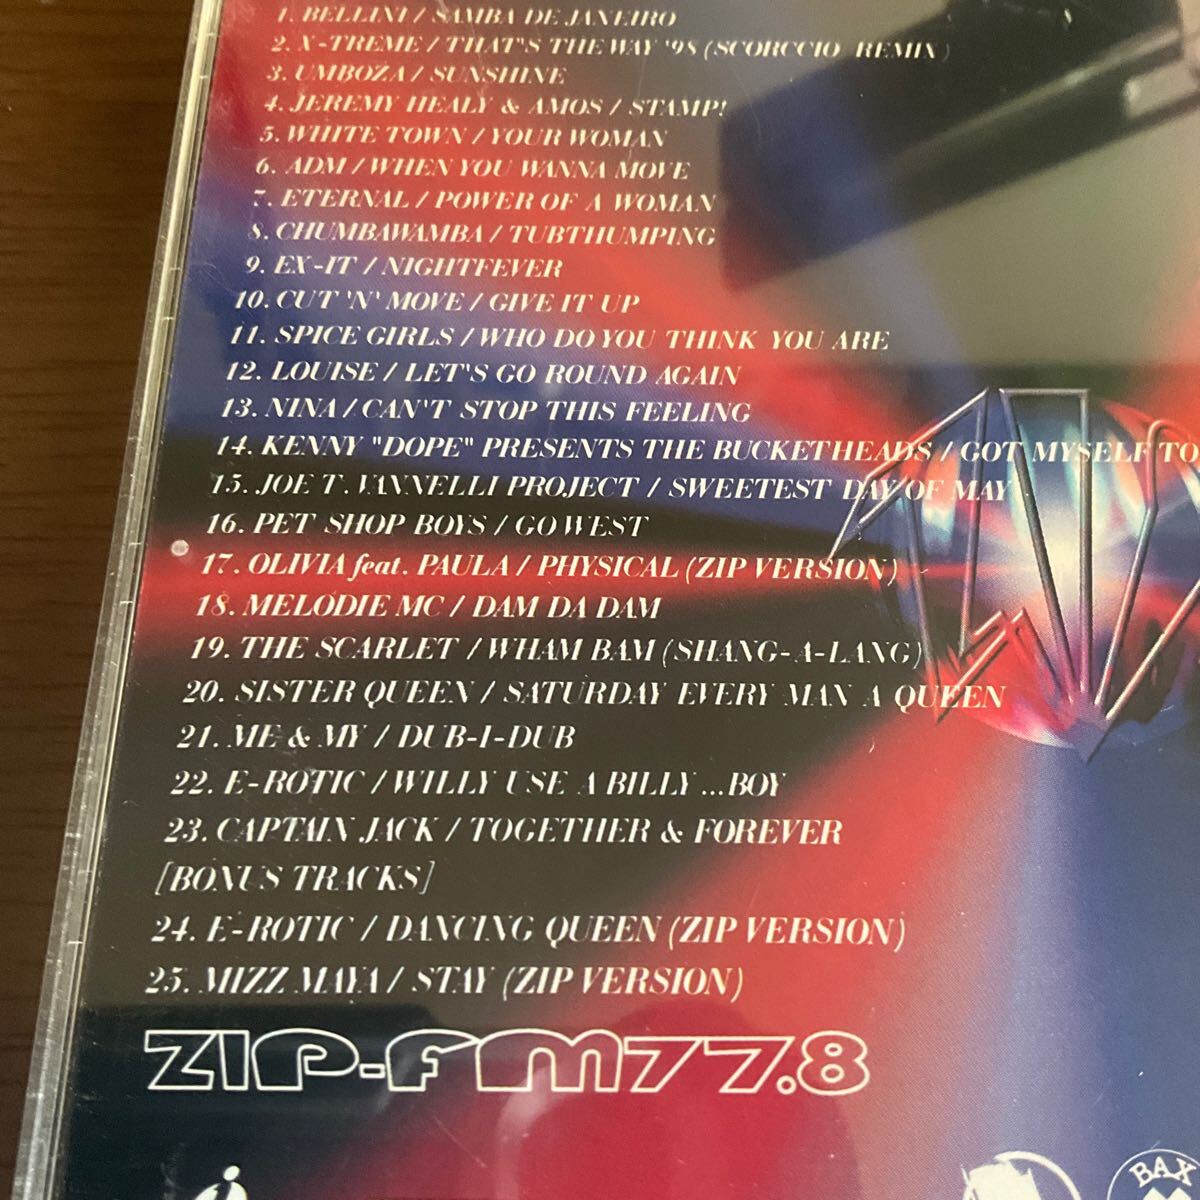 1. BELLINI / SAMBA DE JANEIRO
2. X-TREME / THAT'S THE WAY '98 (SCORCCIO REMIX)
3. UMBOZA / SUNSHINE
4. JEREMY HEALY & AMOS / STAMP!
5. WHITE TOWN / YOUR WOMAN
6. ADM / WHEN YOU WANNA MOVE
7. ETERNAL / POWER OF A WOMAN
8. CHUMBAWAMBA / TUBTHUMPING
9. EX-IT / NIGHTFEVER
10. CUT 'N' MOVE / GIVE IT UP
11. SPICE GIRLS / WHO DO YOU THINK YOU ARE
12. LOUISE / LET'S GO ROUND AGAIN
13. NINA / CAN'T STOP THIS FEELING
14. KENNY "DOPE" PRESENTS THE BUCKETHEADS / GOT MYSELF TO
15. JOE T. VANNELLI PROJECT / SWEETEST DAY OF MAY
16. PET SHOP BOYS / GO WEST
17. OLIVIA feat. PAULA / PHYSICAL (ZIP VERSION)
18. MELODIE MC / DAM DA DAM
19. THE SCARLET / WHAM BAM (SHANG-A-LANG)
20. SISTER QUEEN / SATURDAY EVERY MAN A QUEEN
21. ME & MY / DUB-I-DUB
22. E-ROTIC / WILLY USE A BILLY ...BOY
23. CAPTAIN JACK / TOGETHER & FOREVER
[BONUS TRACKS]
24. E-ROTIC / DANCING QUEEN (ZIP VERSION)
25. MIZZ MAYA / STAY (ZIP VERSION)
ZIP-FM 77.8
BAX